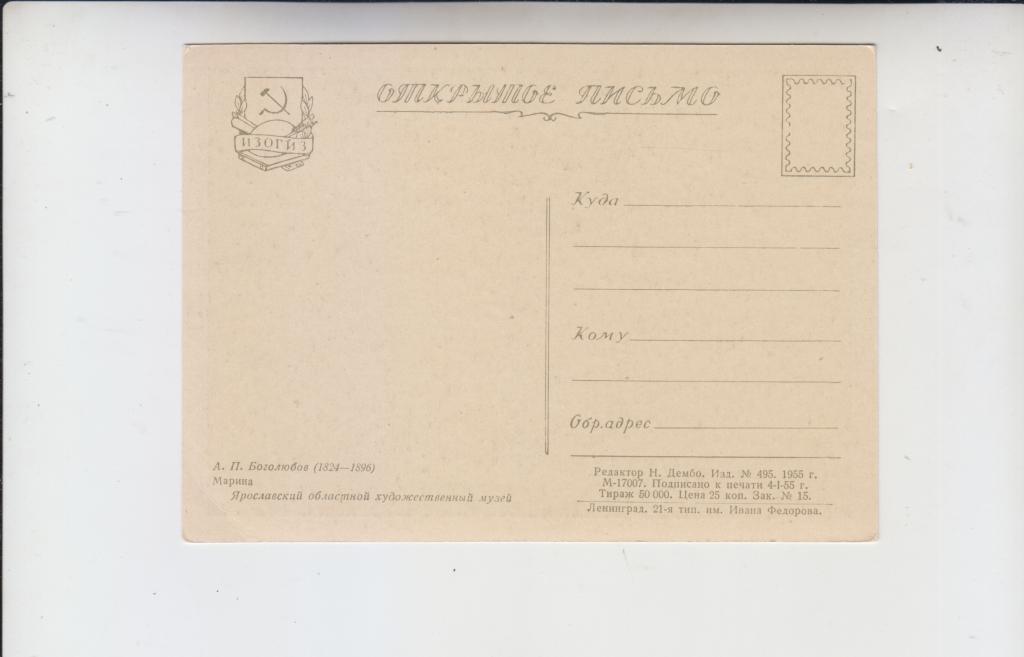 ИЗОГИЗ
ОТКРЫТОЕ ПИСЬМО
Куда
Кому
Обр. адрес
А. П. Боголюбов (1824—1896)
Марина
Ярославский областной художественный музей
Редактор Н. Дембо. Изд. № 495. 1955 г.
М-17007. Подписано к печати 4-I-55 г.
Тираж 50 000. Цена 25 коп. Зак. № 15.
Ленинград. 21-я тип. им. Ивана Федорова.